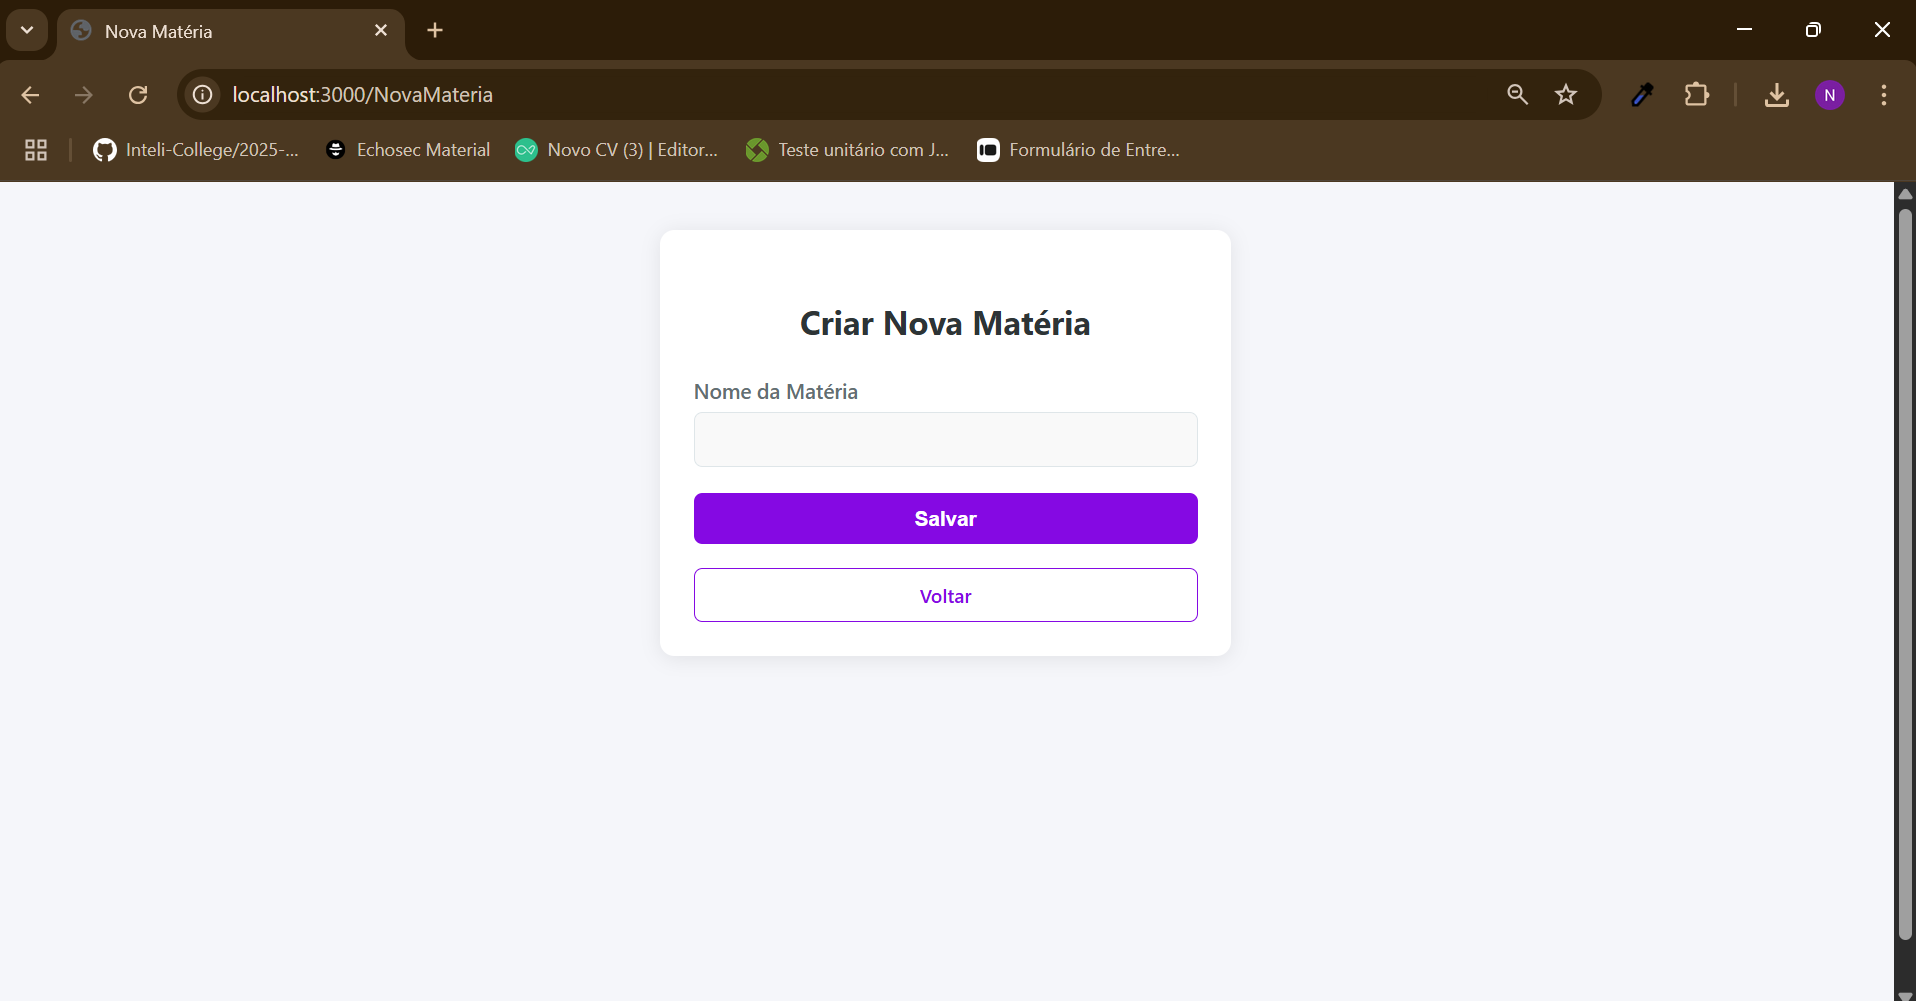 Nova Matéria
localhost:3000/NovaMateria
N
Inteli-College/2025-...
Echosec Material
Novo CV (3) | Editor...
Teste unitário com J...
Formulário de Entre...
Criar Nova Matéria
Nome da Matéria
Salvar
Voltar